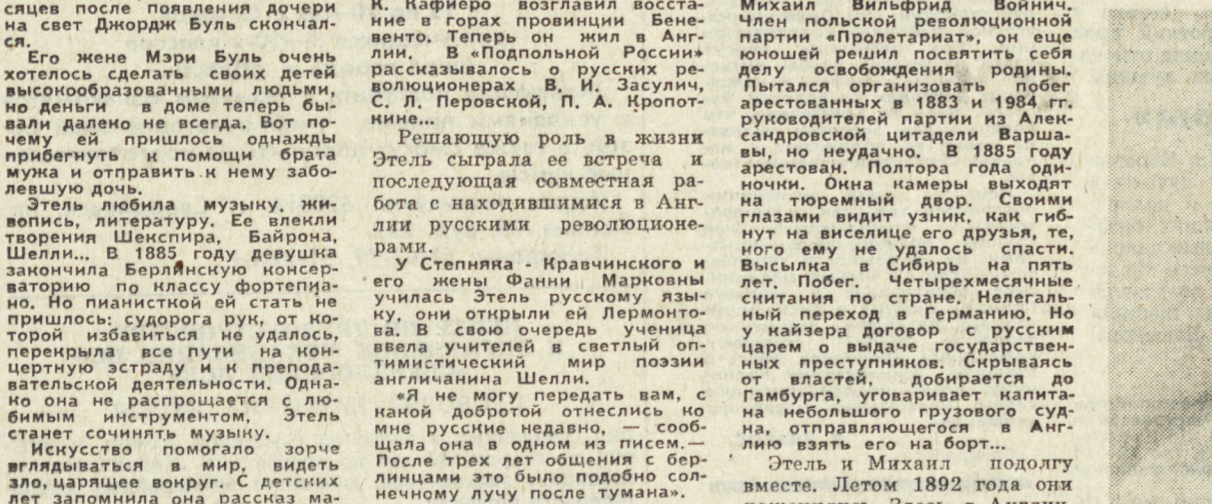 сяцев после появления дочери
на свет Джордж Буль скончал-
ся.
Его жене Мэри Буль очень
хотелось сделать своих детей
высокообразованными людьми,
но деньги в доме теперь бы-
вали далеко не всегда. Вот по-
чему ей пришлось однажды
прибегнуть к помощи брата
мужа и отправить к нему забо-
левшую дочь.
Этель любила музыку, жи-
вопись, литературу. Ее влекли
творения Шекспира, Байрона,
Шелли... В 1885 году девушка
закончила Берлинскую консер-
ваторию по классу фортепиа-
но. Но пианисткой ей стать не
пришлось: судорога рук, от ко-
торой избавиться не удалось,
перекрыла все пути на кон-
цертную эстраду и к препода-
вательской деятельности. Одна-
ко она не распрощается с лю-
бимым инструментом, Этель
станет сочинять музыку.
Искусство помогало зорче
вглядываться в мир, видеть
зло, царящее вокруг. С детских
лет запомнила она рассказ ма-
К. Кафиеро возглавил восста-
ние в горах провинции Бене-
венто. Теперь он жил в Анг-
лии. В «Подпольной России»
рассказывалось о русских ре-
волюционерах В. И. Засулич,
С. Л. Перовской, П. А. Кропот-
кине...
Решающую роль в жизни
Этель сыграла ее встреча и
последующая совместная ра-
бота с находившимися в Анг-
лии русскими революционе-
рами.
У Степняка - Кравчинского и
его жены Фанни Марковны
училась Этель русскому язы-
ку, они открыли ей Лермонто-
ва. В свою очередь ученица
ввела учителей в светлый оп-
тимистический мир поэзии
англичанина Шелли.
«Я не могу передать вам, с
какой добротой отнеслись ко
мне русские недавно, — сооб-
щала она в одном из писем.—
После трех лет общения с бер-
линцами это было подобно сол-
нечному лучу после тумана».
Михаил Вильфрид Войнич.
Член польской революционной
партии «Пролетариат», он еще
юношей решил посвятить себя
делу освобождения родины.
Пытался организовать побег
арестованных в 1883 и 1984 гг.
руководителей партии из Алек-
сандровской цитадели Варша-
вы, но неудачно. В 1885 году
арестован. Полтора года оди-
ночки. Окна камеры выходят
на тюремный двор. Своими
глазами видит узник, как гиб-
нут на виселице его друзья, те,
кого ему не удалось спасти.
Высылка в Сибирь на пять
лет. Побег. Четырехмесячные
скитания по стране. Нелегаль-
ный переход в Германию. Но
у кайзера договор с русским
царем о выдаче государствен-
ных преступников. Скрываясь
от властей, добирается до
Гамбурга, уговаривает капита-
на небольшого грузового суд-
на, отправляющегося в Анг-
лию взять его на борт...
Этель и Михаил подолгу
вместе. Летом 1892 года они